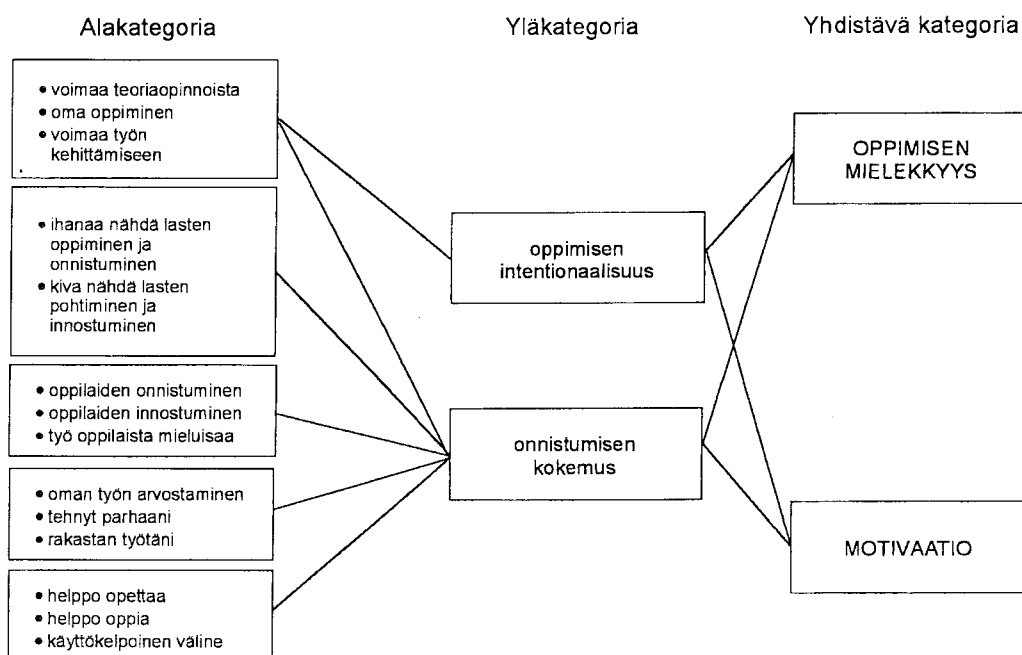 Alakategoria
Yläkategoria
Yhdistävä kategoria
• voimaa teoriaopinnoista
• oma oppiminen
• voimaa työn
kehittämiseen
• ihanaa nähdä lasten
oppiminen ja
onnistuminen
• kiva nähdä lasten
pohtiminen ja
innostuminen
• oppilaiden onnistuminen
• oppilaiden innostuminen
• työ oppilaista mieluisaa
• oman työn arvostaminen
• tehnyt parhaani
• rakastan työtäni
• helppo opettaa
• helppo oppia
• käyttökelpoinen väline
oppimisen
intentionaalisuus
onnistumisen
kokemus
OPPIMISEN
MIELEKKYYS
MOTIVAATIO